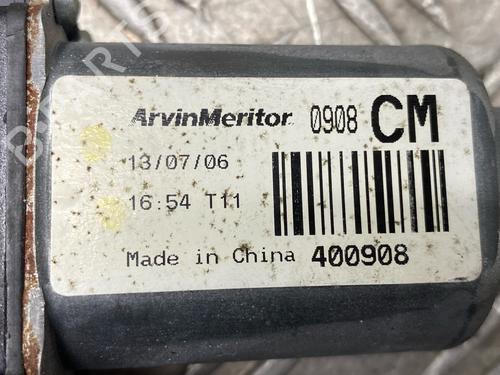 ArvinMeritor 0908 CM
13/07/06
16:54 T11
Made in China 400908